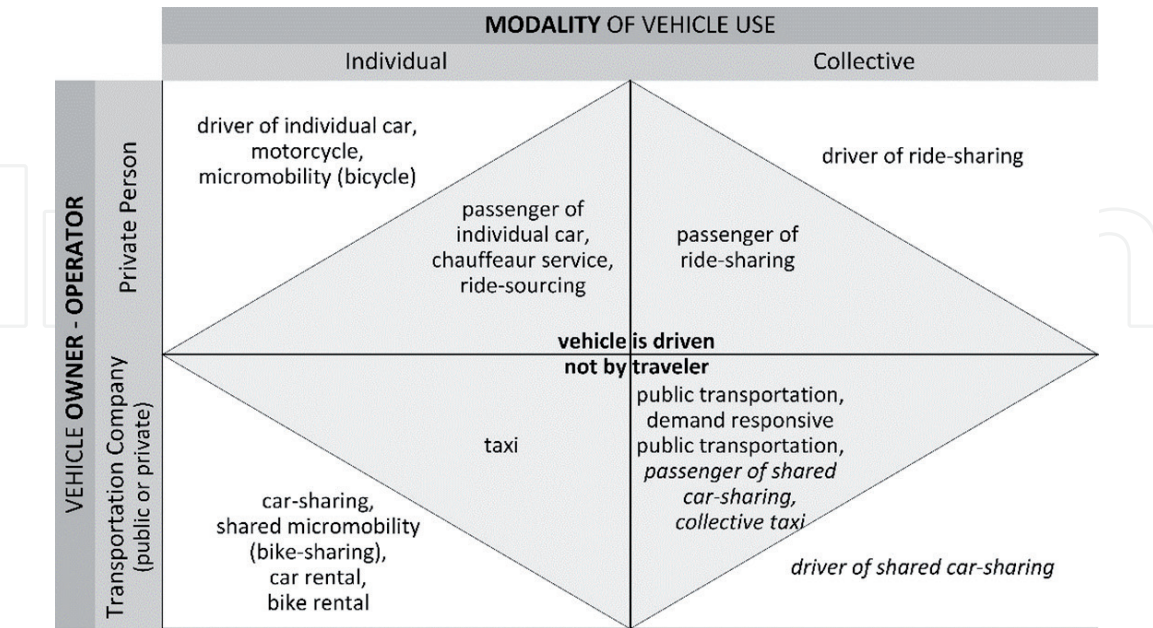 MODALITY OF VEHICLE USE
Individual
Collective
VEHICLE OWNER - OPERATOR
Private Person
driver of individual car,
motorcycle,
micromobility (bicycle)
passenger of
individual car,
chauffeaur service,
ride-sourcing
passenger of
ride-sharing
driver of ride-sharing
vehicle is driven
not by traveler
Transportation Company
(public or private)
taxi
car-sharing,
shared micromobility
(bike-sharing),
car rental,
bike rental
public transportation,
demand responsive
public transportation,
passenger of shared
car-sharing,
collective taxi
driver of shared car-sharing